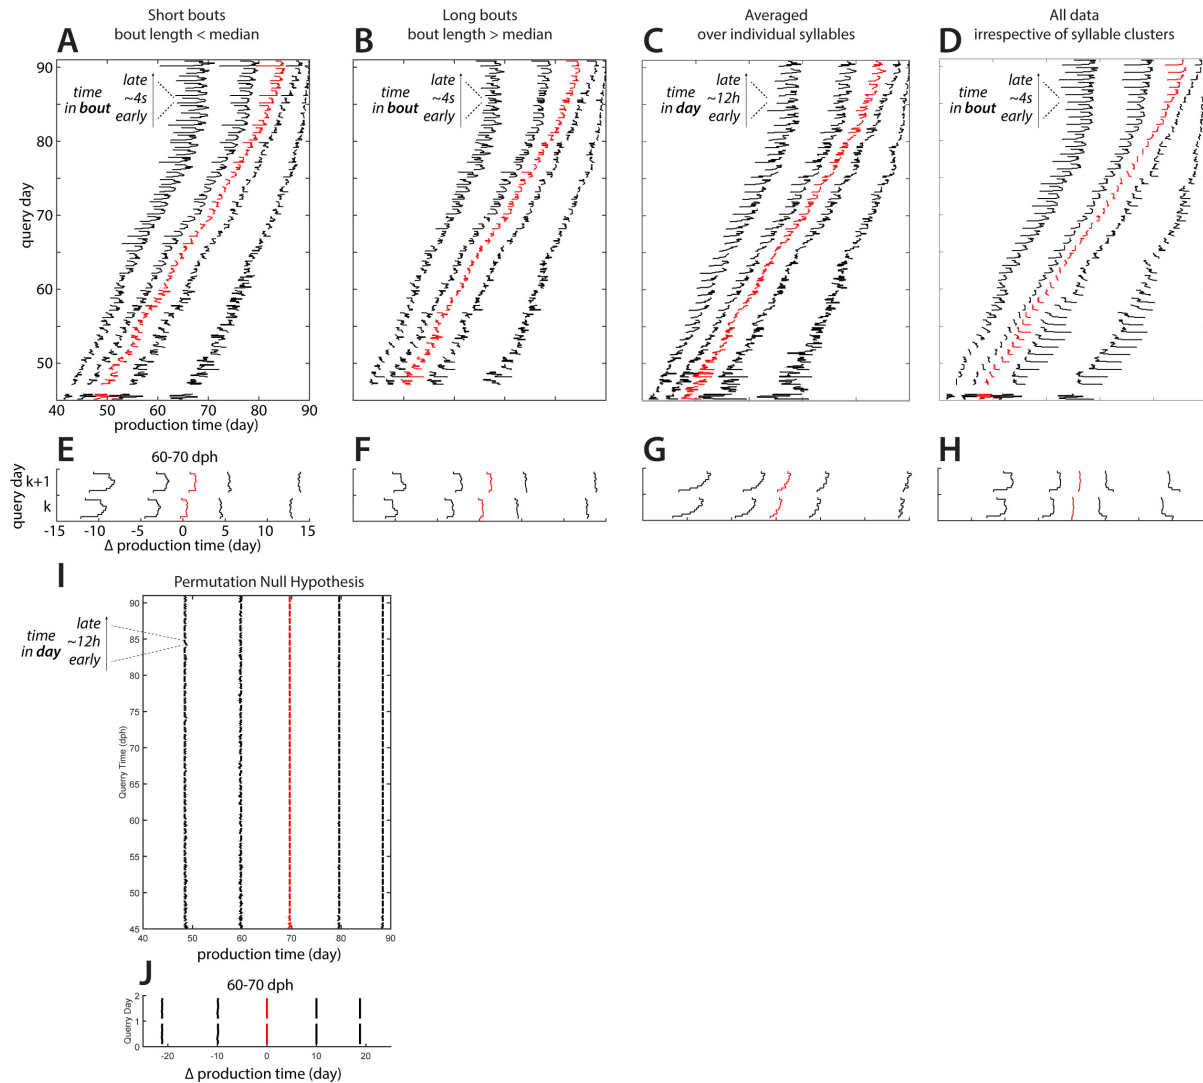 Short bouts
bout length < median
Long bouts
bout length > median
Averaged
over individual syllables
All data
irrespective of syllable clusters
A
B
C
D
90
80
70
60
50
query day
late
time ~4s
in bout
early
late
time ~4s
in bout
early
late
time ~12h
in day
early
late
time ~4s
in bout
early
41 50 60 70 80 90
production time (day)
E
F
G
H
60-70 dph
query day
k+1
k
-15 -10 -5 0 5 10 15
Δ production time (day)
I
Permutation Null Hypothesis
late
time ~12h
in day
early
Querry Time (dph)
90
85
80
75
70
65
60
55
50
45
40 50 60 70 80 90
production time (day)
J
60-70 dph
Querry Day
2
1
0
-20 -10 0 10 20
Δ production time (day)